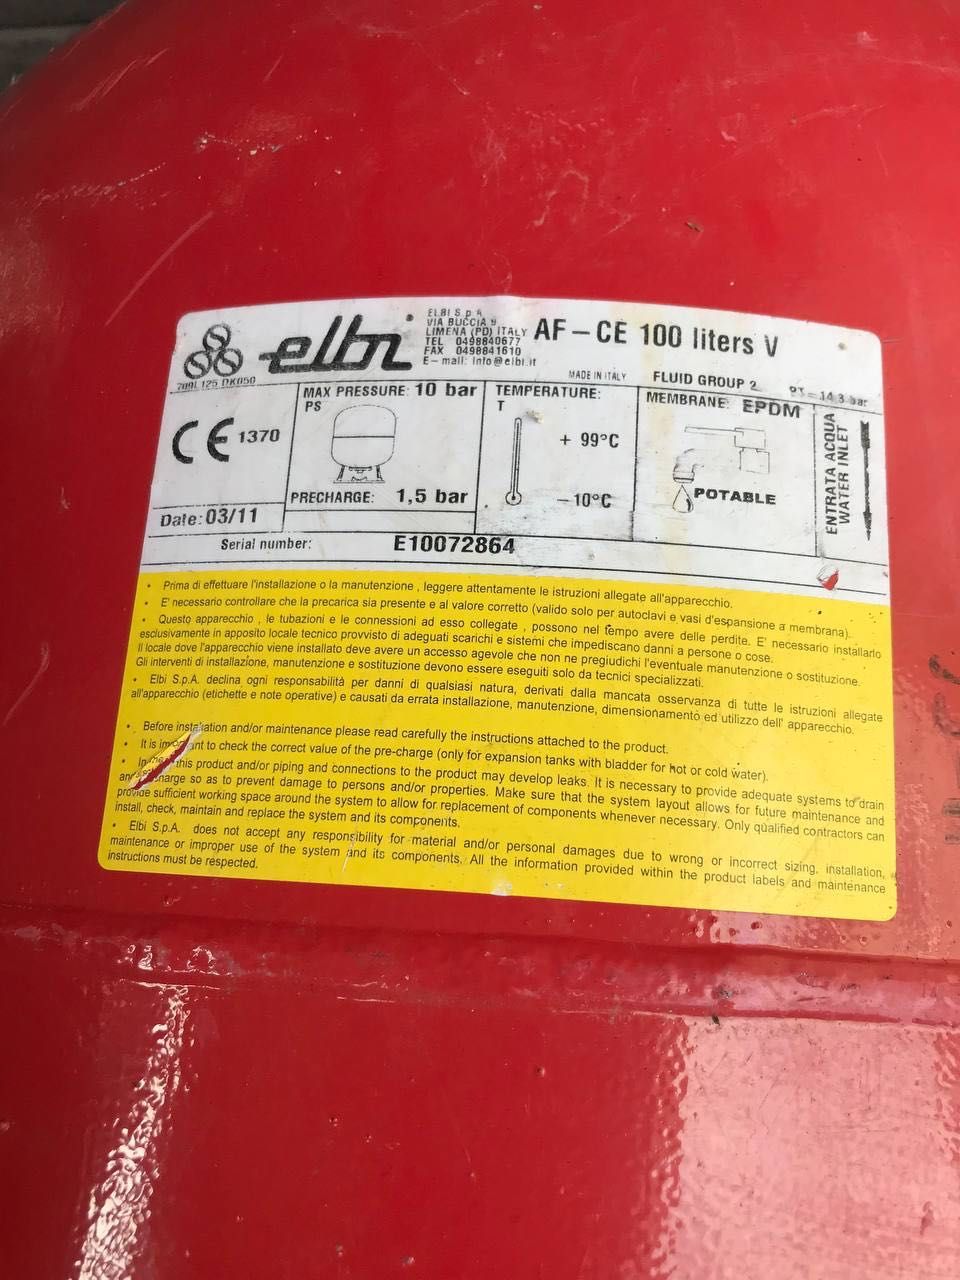 elbi
ELBI S.p.A.
VIA BUCCIA 9
LIMENA (PD) ITALY
TEL 0498840677
FAX 0498841610
E-mail: info@elbi.it
AF-CE 100 liters V
MADE IN ITALY
FLUID GROUP 2
PT=14,3 bar
CE 1370
MAX PRESSURE: 10 bar
PS
PRECHARGE: 1,5 bar
TEMPERATURE:
T
+ 99°C
-10°C
MEMBRANE: EPDM
POTABLE
ENTRATA ACQUA
WATER INLET
Date: 03/11
Serial number: E10072864
• Prima di effettuare l'installazione o la manutenzione , leggere attentamente le istruzioni allegate all'apparecchio.
• E' necessario controllare che la precarica sia presente e al valore corretto (valido solo per autoclavi e vasi d'espansione a membrana).
• Questo apparecchio , le tubazioni e le connessioni ad esso collegate , possono nel tempo avere delle perdite. E' necessario installarlo
esclusivamente in apposito locale tecnico provvisto di adeguati scarichi e sistemi che impediscano danni a persone o cose.
Il locale dove l'apparecchio viene installato deve avere un accesso agevole che non ne pregiudichi l'eventuale manutenzione o sostituzione.
Gli interventi di installazione, manutenzione e sostituzione devono essere eseguiti solo da tecnici specializzati.
• Elbi S.p.A. declina ogni responsabilità per danni di qualsiasi natura, derivati dalla mancata osservanza di tutte le istruzioni allegate
all'apparecchio (etichette e note operative) e causati da errata installazione, manutenzione, dimensionamento ed utilizzo dell' apparecchio.
• Before installation and/or maintenance please read carefully the instructions attached to the product.
• It is important to check the correct value of the pre-charge (only for expansion tanks with bladder for hot or cold water).
• this product and/or piping and connections to the product may develop leaks. It is necessary to provide adequate systems to drain
so as to prevent damage to persons and/or properties. Make sure that the system layout allows for future maintenance and
provide sufficient working space around the system to allow for replacement of components whenever necessary. Only qualified contractors can
install, check, maintain and replace the system and its components.
• Elbi S.p.A. does not accept any responsibility for material and/or personal damages due to wrong or incorrect sizing, installation,
maintenance or improper use of the system and its components. All the information provided within the product labels and maintenance
instructions must be respected.